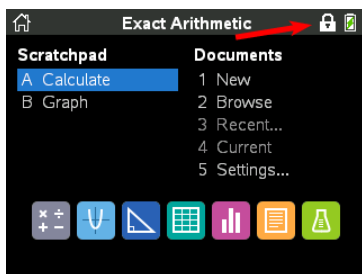 Exact Arithmetic
Scratchpad
A Calculate
B Graph
Documents
1 New
2 Browse
3 Recent...
4 Current
5 Settings...